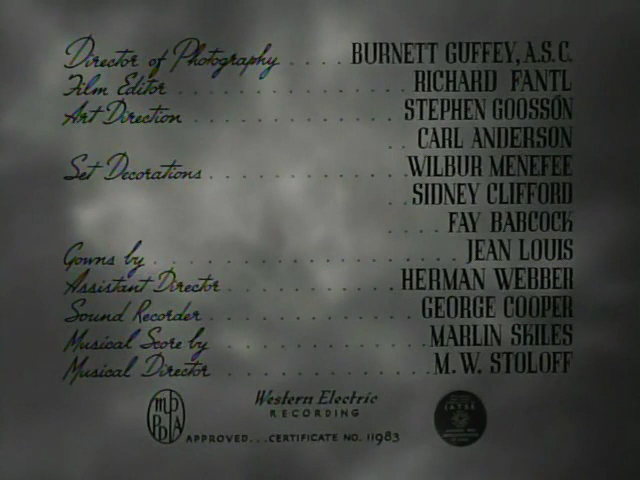 Director of Photography . . . . BURNETT GUFFEY, A.S.C.
Film Editor . . . . . . . . . . . . . . RICHARD FANTL
Art Direction . . . . . . . . . . . . . STEPHEN GOOSSÓN
. . CARL ANDERSON
Set Decorations . . . . . . . . . . . . WILBUR MENEFEE
. . SIDNEY CLIFFORD
. . . . FAY BABCOCK
Gowns by . . . . . . . . . . . . . . . . . . . JEAN LOUIS
Assistant Director . . . . . . . . . . HERMAN WEBBER
Sound Recorder . . . . . . . . . . . . GEORGE COOPER
Musical Score by . . . . . . . . . . . . MARLIN SKILES
Musical Director . . . . . . . . . . . . M. W. STOLOFF
MPPDA
Western Electric
RECORDING
APPROVED...CERTIFICATE NO. 11983
IATSE